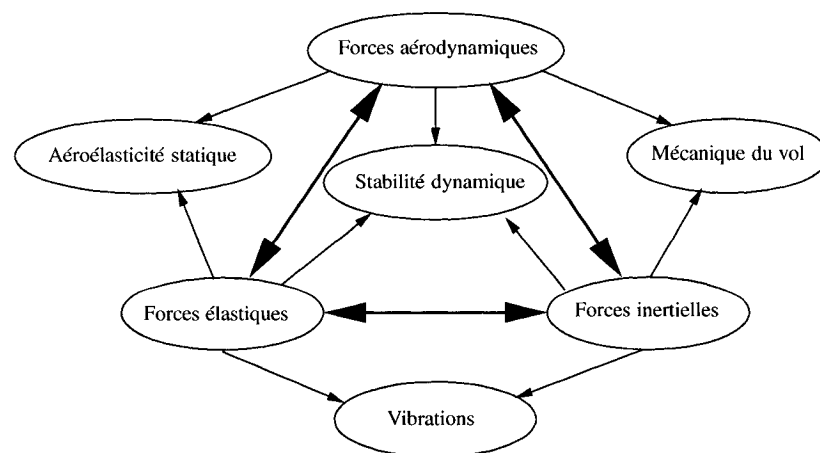 Forces aérodynamiques
Aéroélasticité statique
Mécanique du vol
Stabilité dynamique
Forces élastiques
Forces inertielles
Vibrations